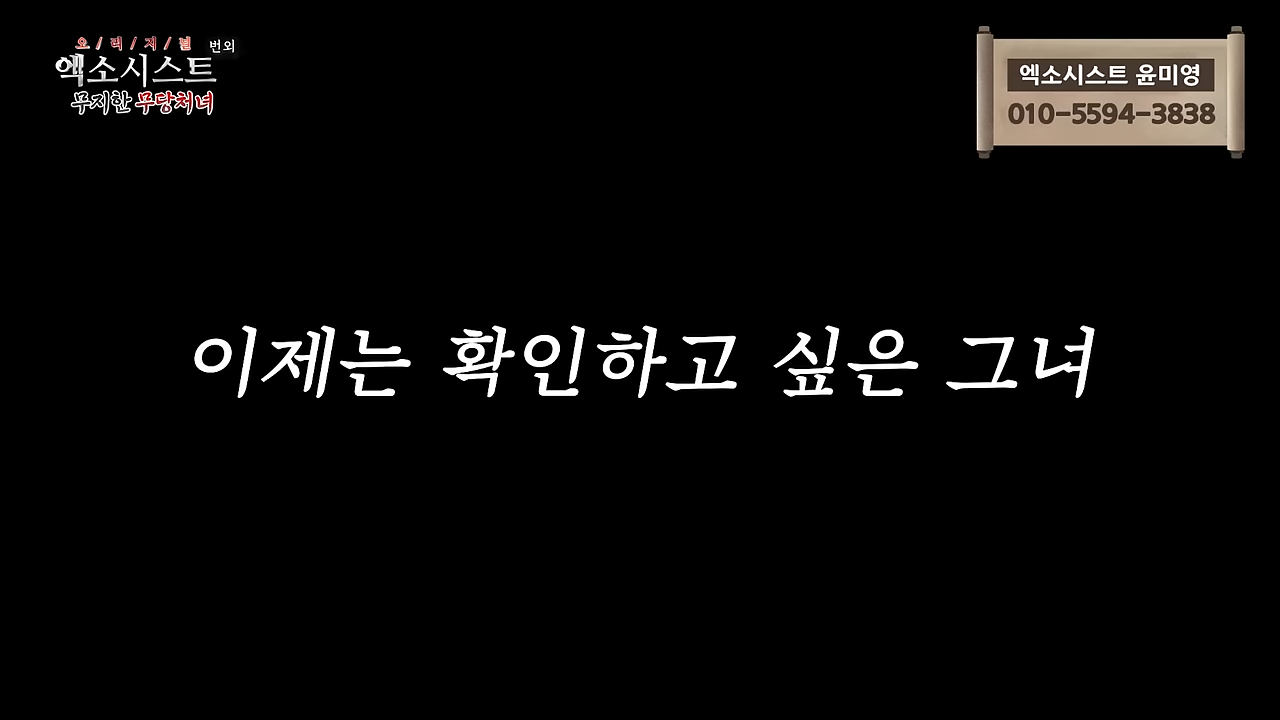 오/리/지/널 번외
엑소시스트
무지한 무당처녀
엑소시스트 윤미영
010-5594-3838
이제는 확인하고 싶은 그녀